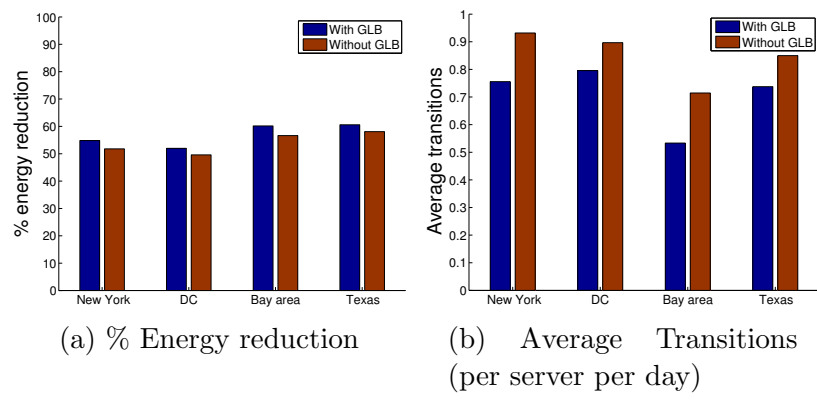 100
90
80
70
60
50
40
30
20
10
0
% energy reduction
With GLB
Without GLB
New York DC Bay area Texas
(a) % Energy reduction
1
0.9
0.8
0.7
0.6
0.5
0.4
0.3
0.2
0.1
0
Average transitions
With GLB
Without GLB
New York DC Bay area Texas
(b) Average Transitions
(per server per day)